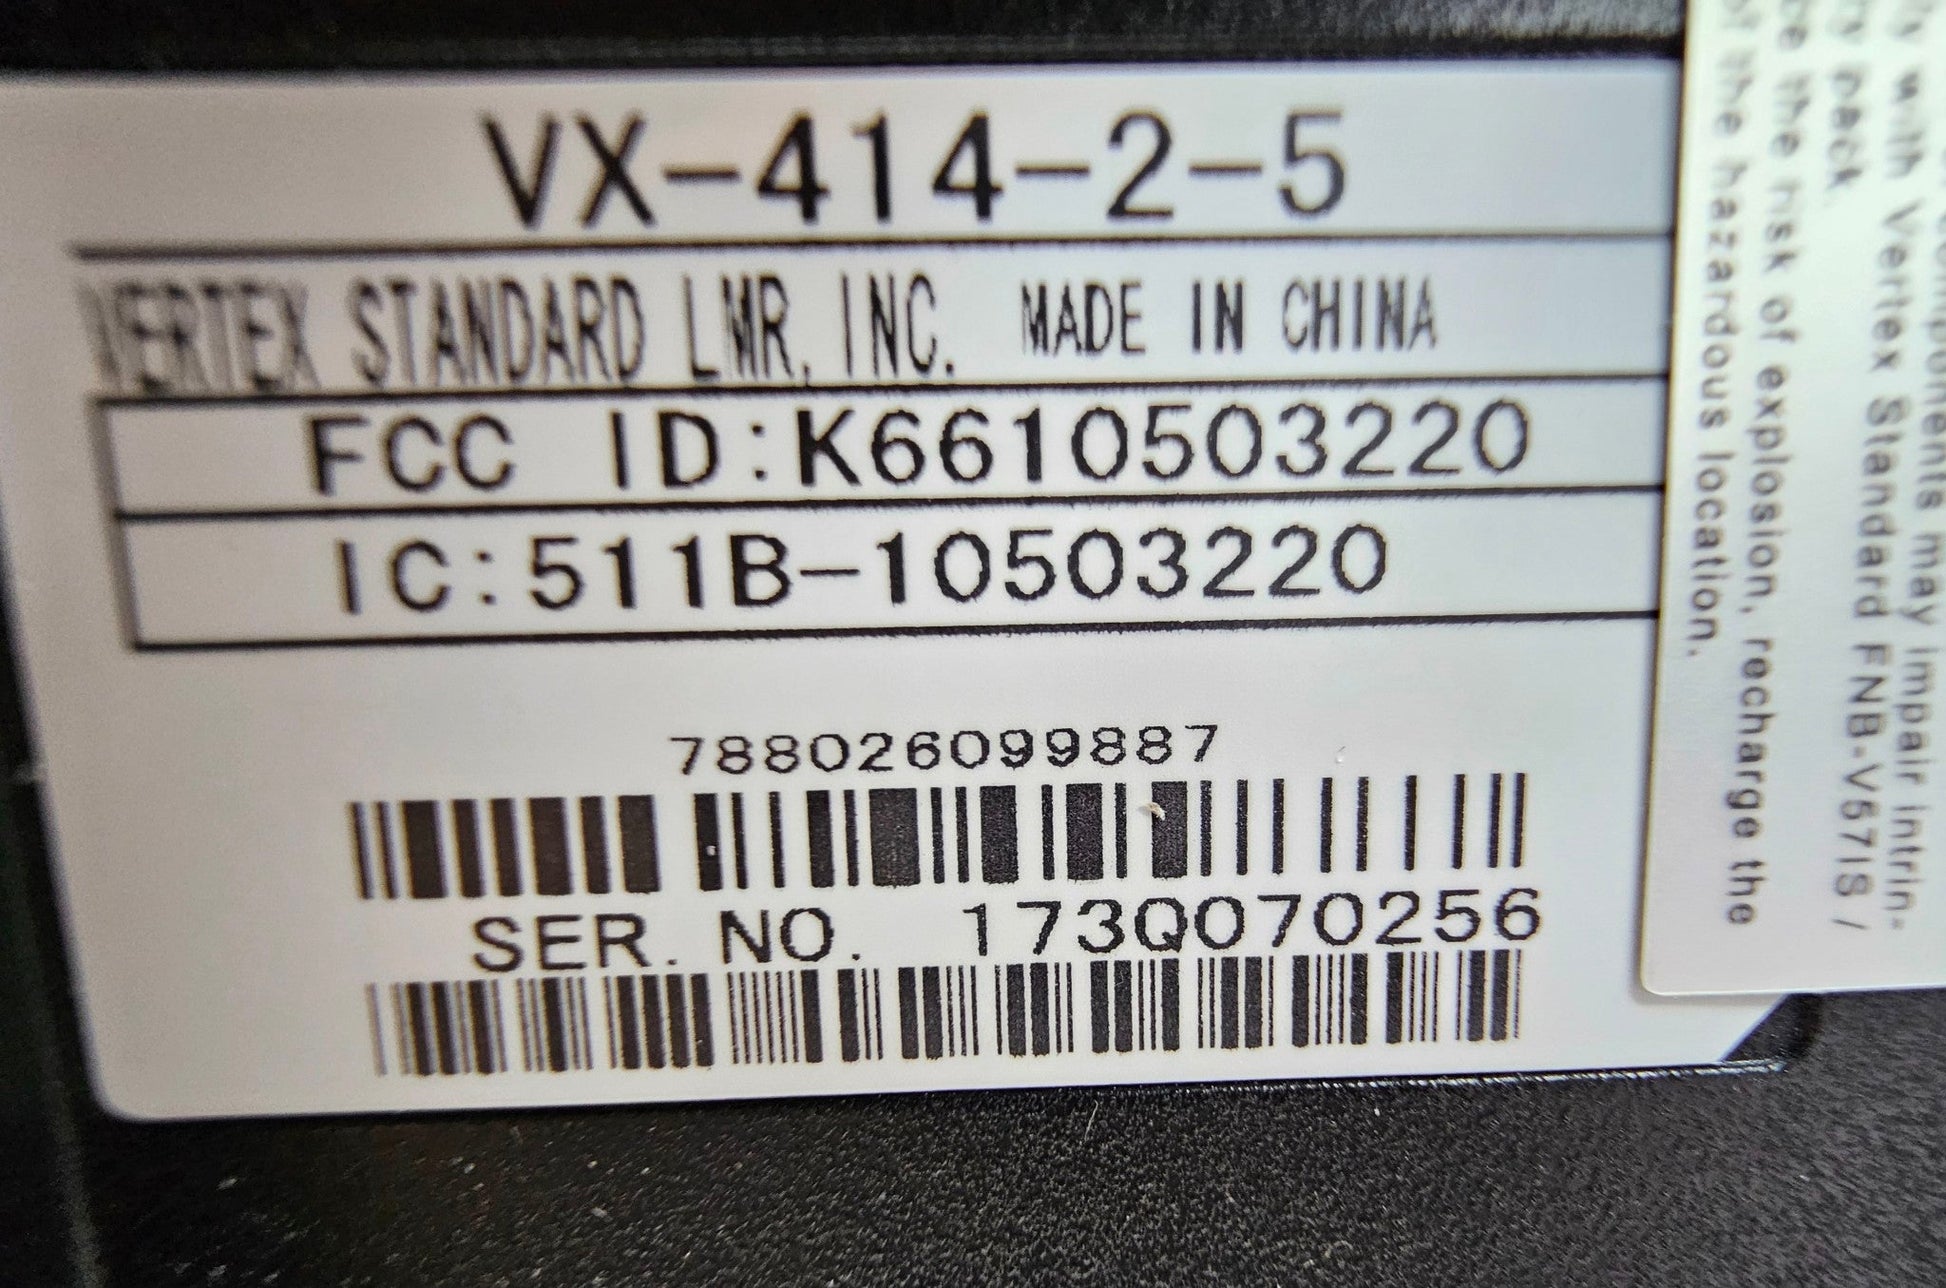 VX-414-2-5
VERTEX STANDARD LMR, INC. MADE IN CHINA
FCC ID:K6610503220
IC:511B-10503220
788026099887
SER. NO. 173Q070256
components may impair intrin-
with Vertex Standard FNB-V67IS /
pack.
the risk of explosion, recharge the
of the hazardous location.